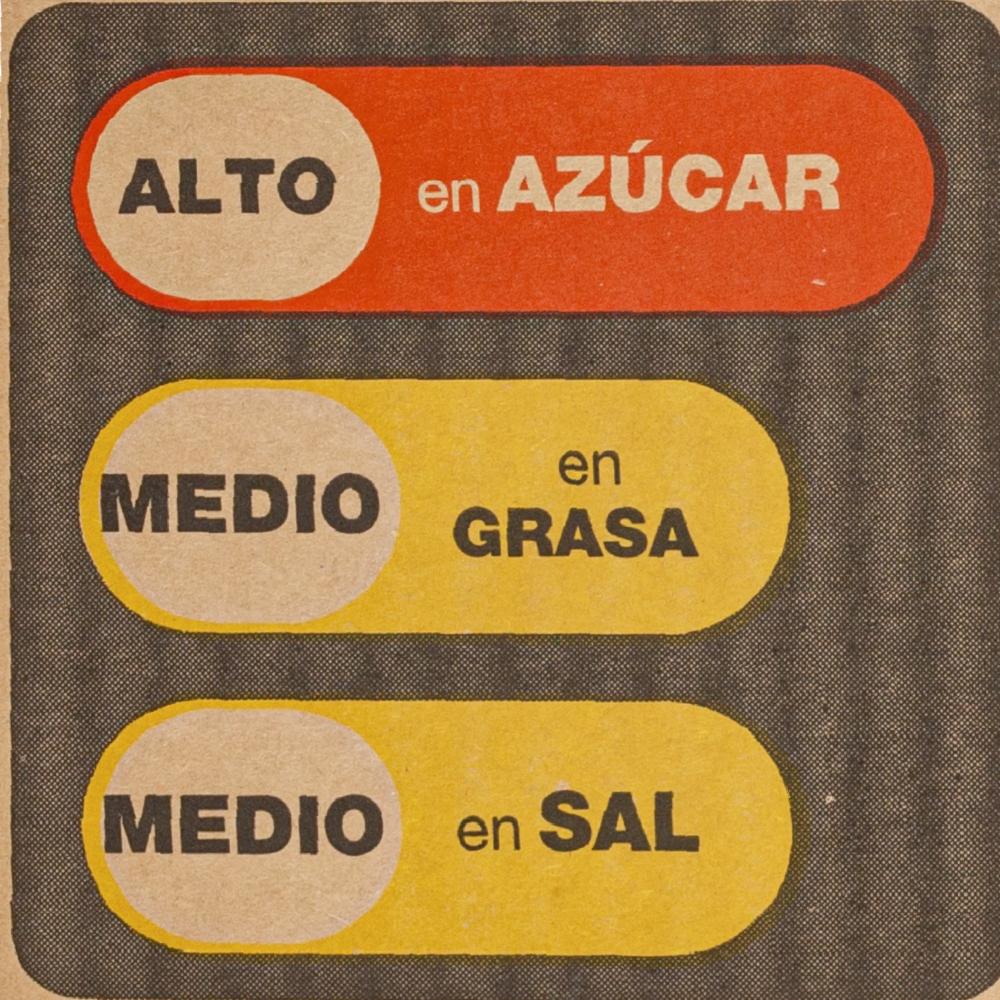 ALTO en AZÚCAR
MEDIO en
GRASA
MEDIO en SAL